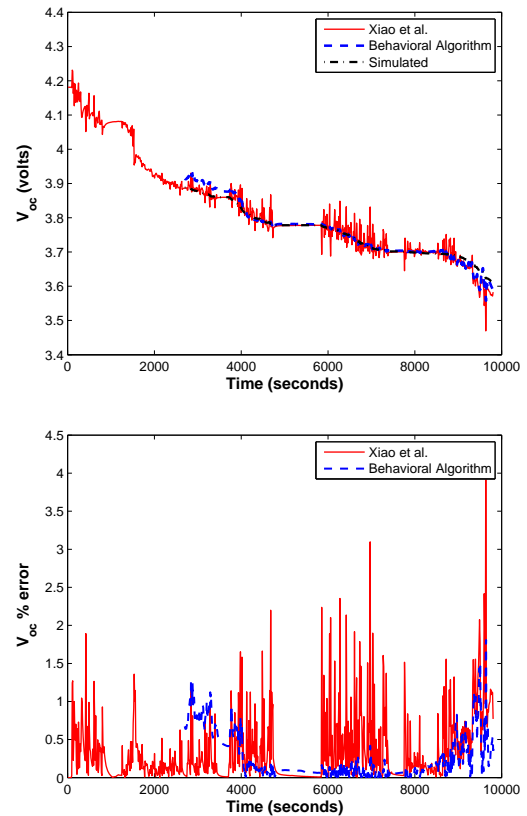 4.4
4.3
4.2
4.1
4
3.9
3.8
3.7
3.6
3.5
3.4
V_oc (volts)
Xiao et al.
Behavioral Algorithm
Simulated
0 2000 4000 6000 8000 10000
Time (seconds)
4.5
4
3.5
3
2.5
2
1.5
1
0.5
0
V_oc % error
Xiao et al.
Behavioral Algorithm
0 2000 4000 6000 8000 10000
Time (seconds)